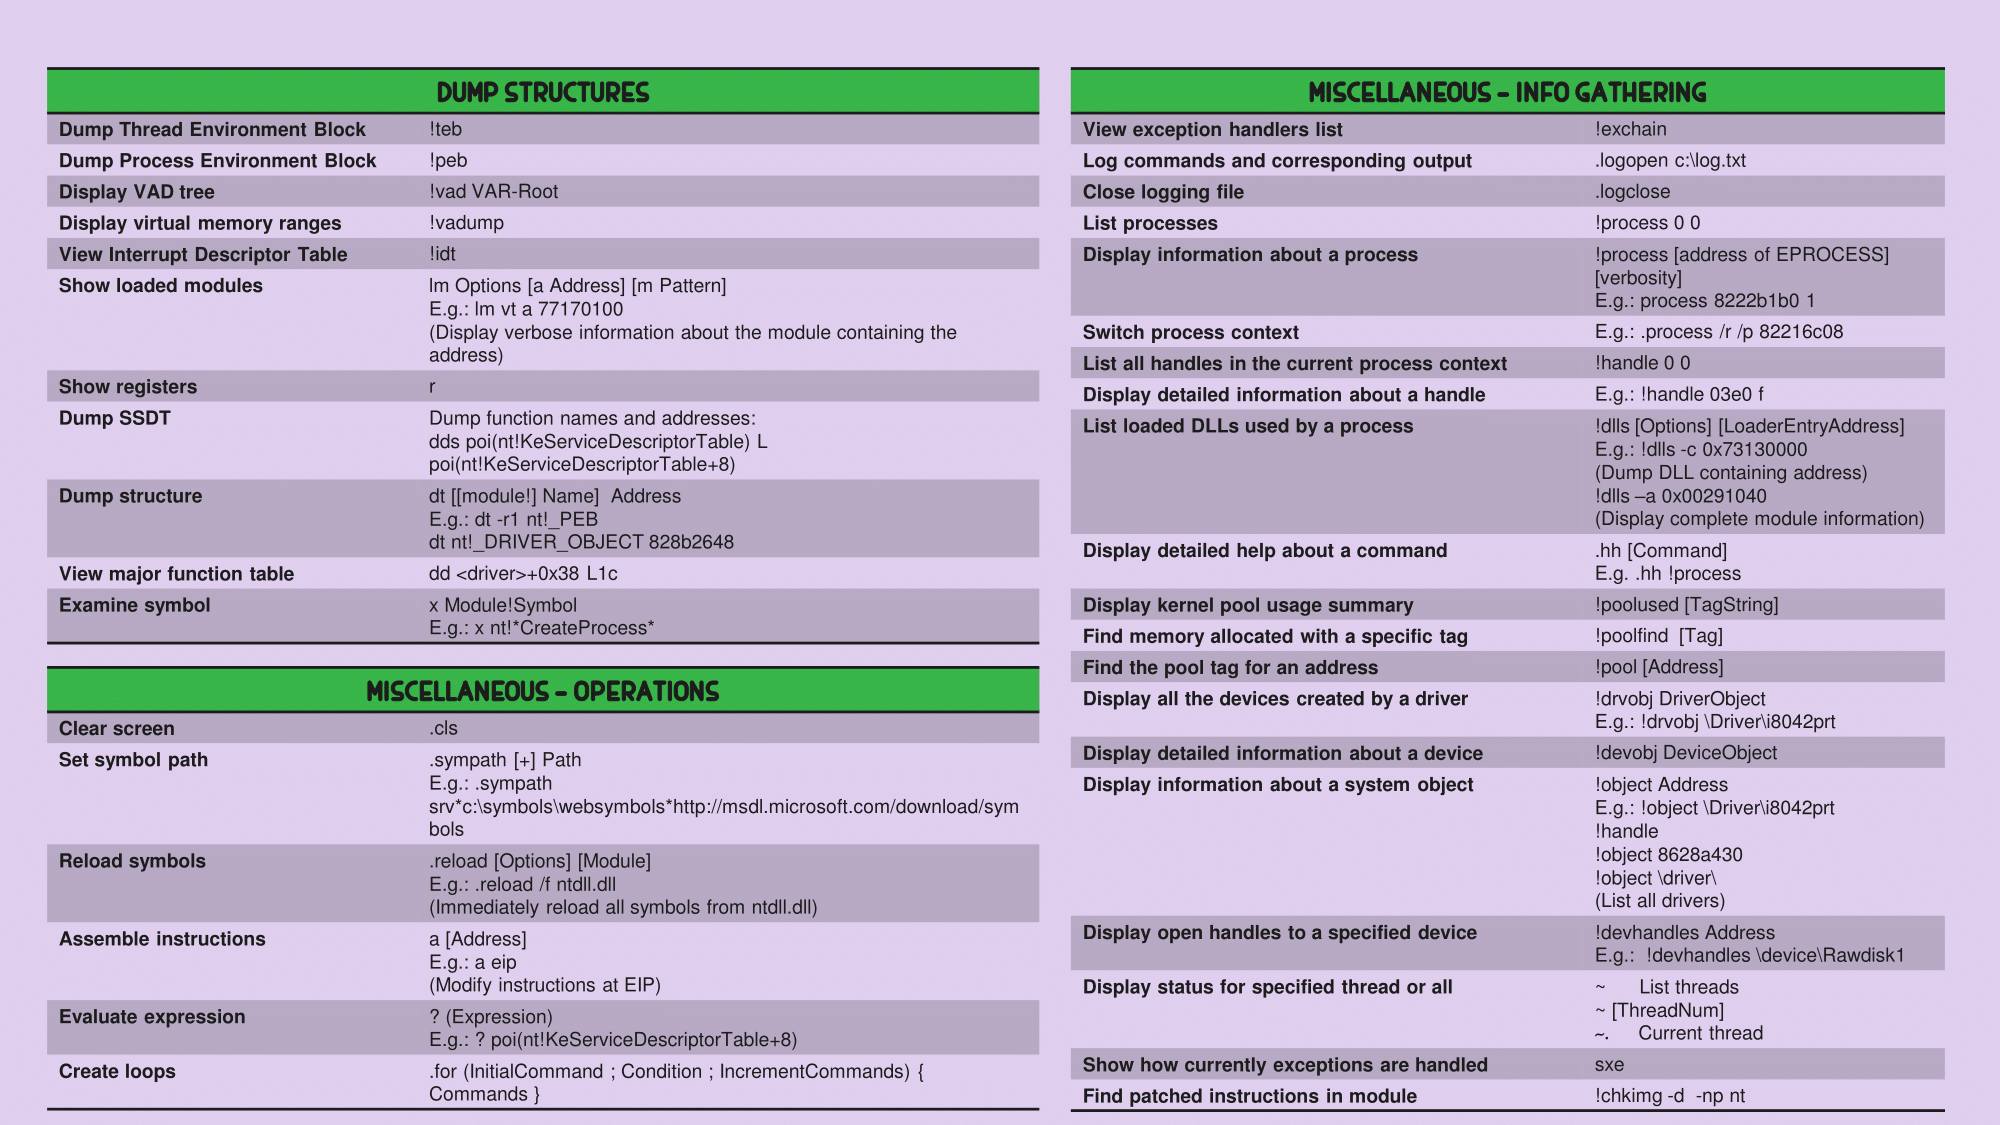 DUMP STRUCTURES
Dump Thread Environment Block !teb
Dump Process Environment Block !peb
Display VAD tree !vad VAR-Root
Display virtual memory ranges !vadump
View Interrupt Descriptor Table !idt
Show loaded modules lm Options [a Address] [m Pattern]
E.g.: lm vt a 77170100
(Display verbose information about the module containing the
address)
Show registers r
Dump SSDT Dump function names and addresses:
dds poi(nt!KeServiceDescriptorTable) L
poi(nt!KeServiceDescriptorTable+8)
Dump structure dt [[module!] Name]  Address
E.g.: dt -r1 nt!_PEB
dt nt!_DRIVER_OBJECT 828b2648
View major function table dd <driver>+0x38 L1c
Examine symbol x Module!Symbol
E.g.: x nt!*CreateProcess*
MISCELLANEOUS - OPERATIONS
Clear screen .cls
Set symbol path .sympath [+] Path
E.g.: .sympath
srv*c:\symbols\websymbols*http://msdl.microsoft.com/download/sym
bols
Reload symbols .reload [Options] [Module]
E.g.: .reload /f ntdll.dll
(Immediately reload all symbols from ntdll.dll)
Assemble instructions a [Address]
E.g.: a eip
(Modify instructions at EIP)
Evaluate expression ? (Expression)
E.g.: ? poi(nt!KeServiceDescriptorTable+8)
Create loops .for (InitialCommand ; Condition ; IncrementCommands) {
Commands }
MISCELLANEOUS - INFO GATHERING
View exception handlers list !exchain
Log commands and corresponding output .logopen c:\log.txt
Close logging file .logclose
List processes !process 0 0
Display information about a process !process [address of EPROCESS]
[verbosity]
E.g.: process 8222b1b0 1
Switch process context E.g.: .process /r /p 82216c08
List all handles in the current process context !handle 0 0
Display detailed information about a handle E.g.: !handle 03e0 f
List loaded DLLs used by a process !dlls [Options] [LoaderEntryAddress]
E.g.: !dlls -c 0x73130000
(Dump DLL containing address)
!dlls –a 0x00291040
(Display complete module information)
Display detailed help about a command .hh [Command]
E.g. .hh !process
Display kernel pool usage summary !poolused [TagString]
Find memory allocated with a specific tag !poolfind  [Tag]
Find the pool tag for an address !pool [Address]
Display all the devices created by a driver !drvobj DriverObject
E.g.: !drvobj \Driver\i8042prt
Display detailed information about a device !devobj DeviceObject
Display information about a system object !object Address
E.g.: !object \Driver\i8042prt
!handle
!object 8628a430
!object \driver\
(List all drivers)
Display open handles to a specified device !devhandles Address
E.g.:  !devhandles \device\Rawdisk1
Display status for specified thread or all ~ List threads
~ [ThreadNum]
~. Current thread
Show how currently exceptions are handled sxe
Find patched instructions in module !chkimg -d  -np nt